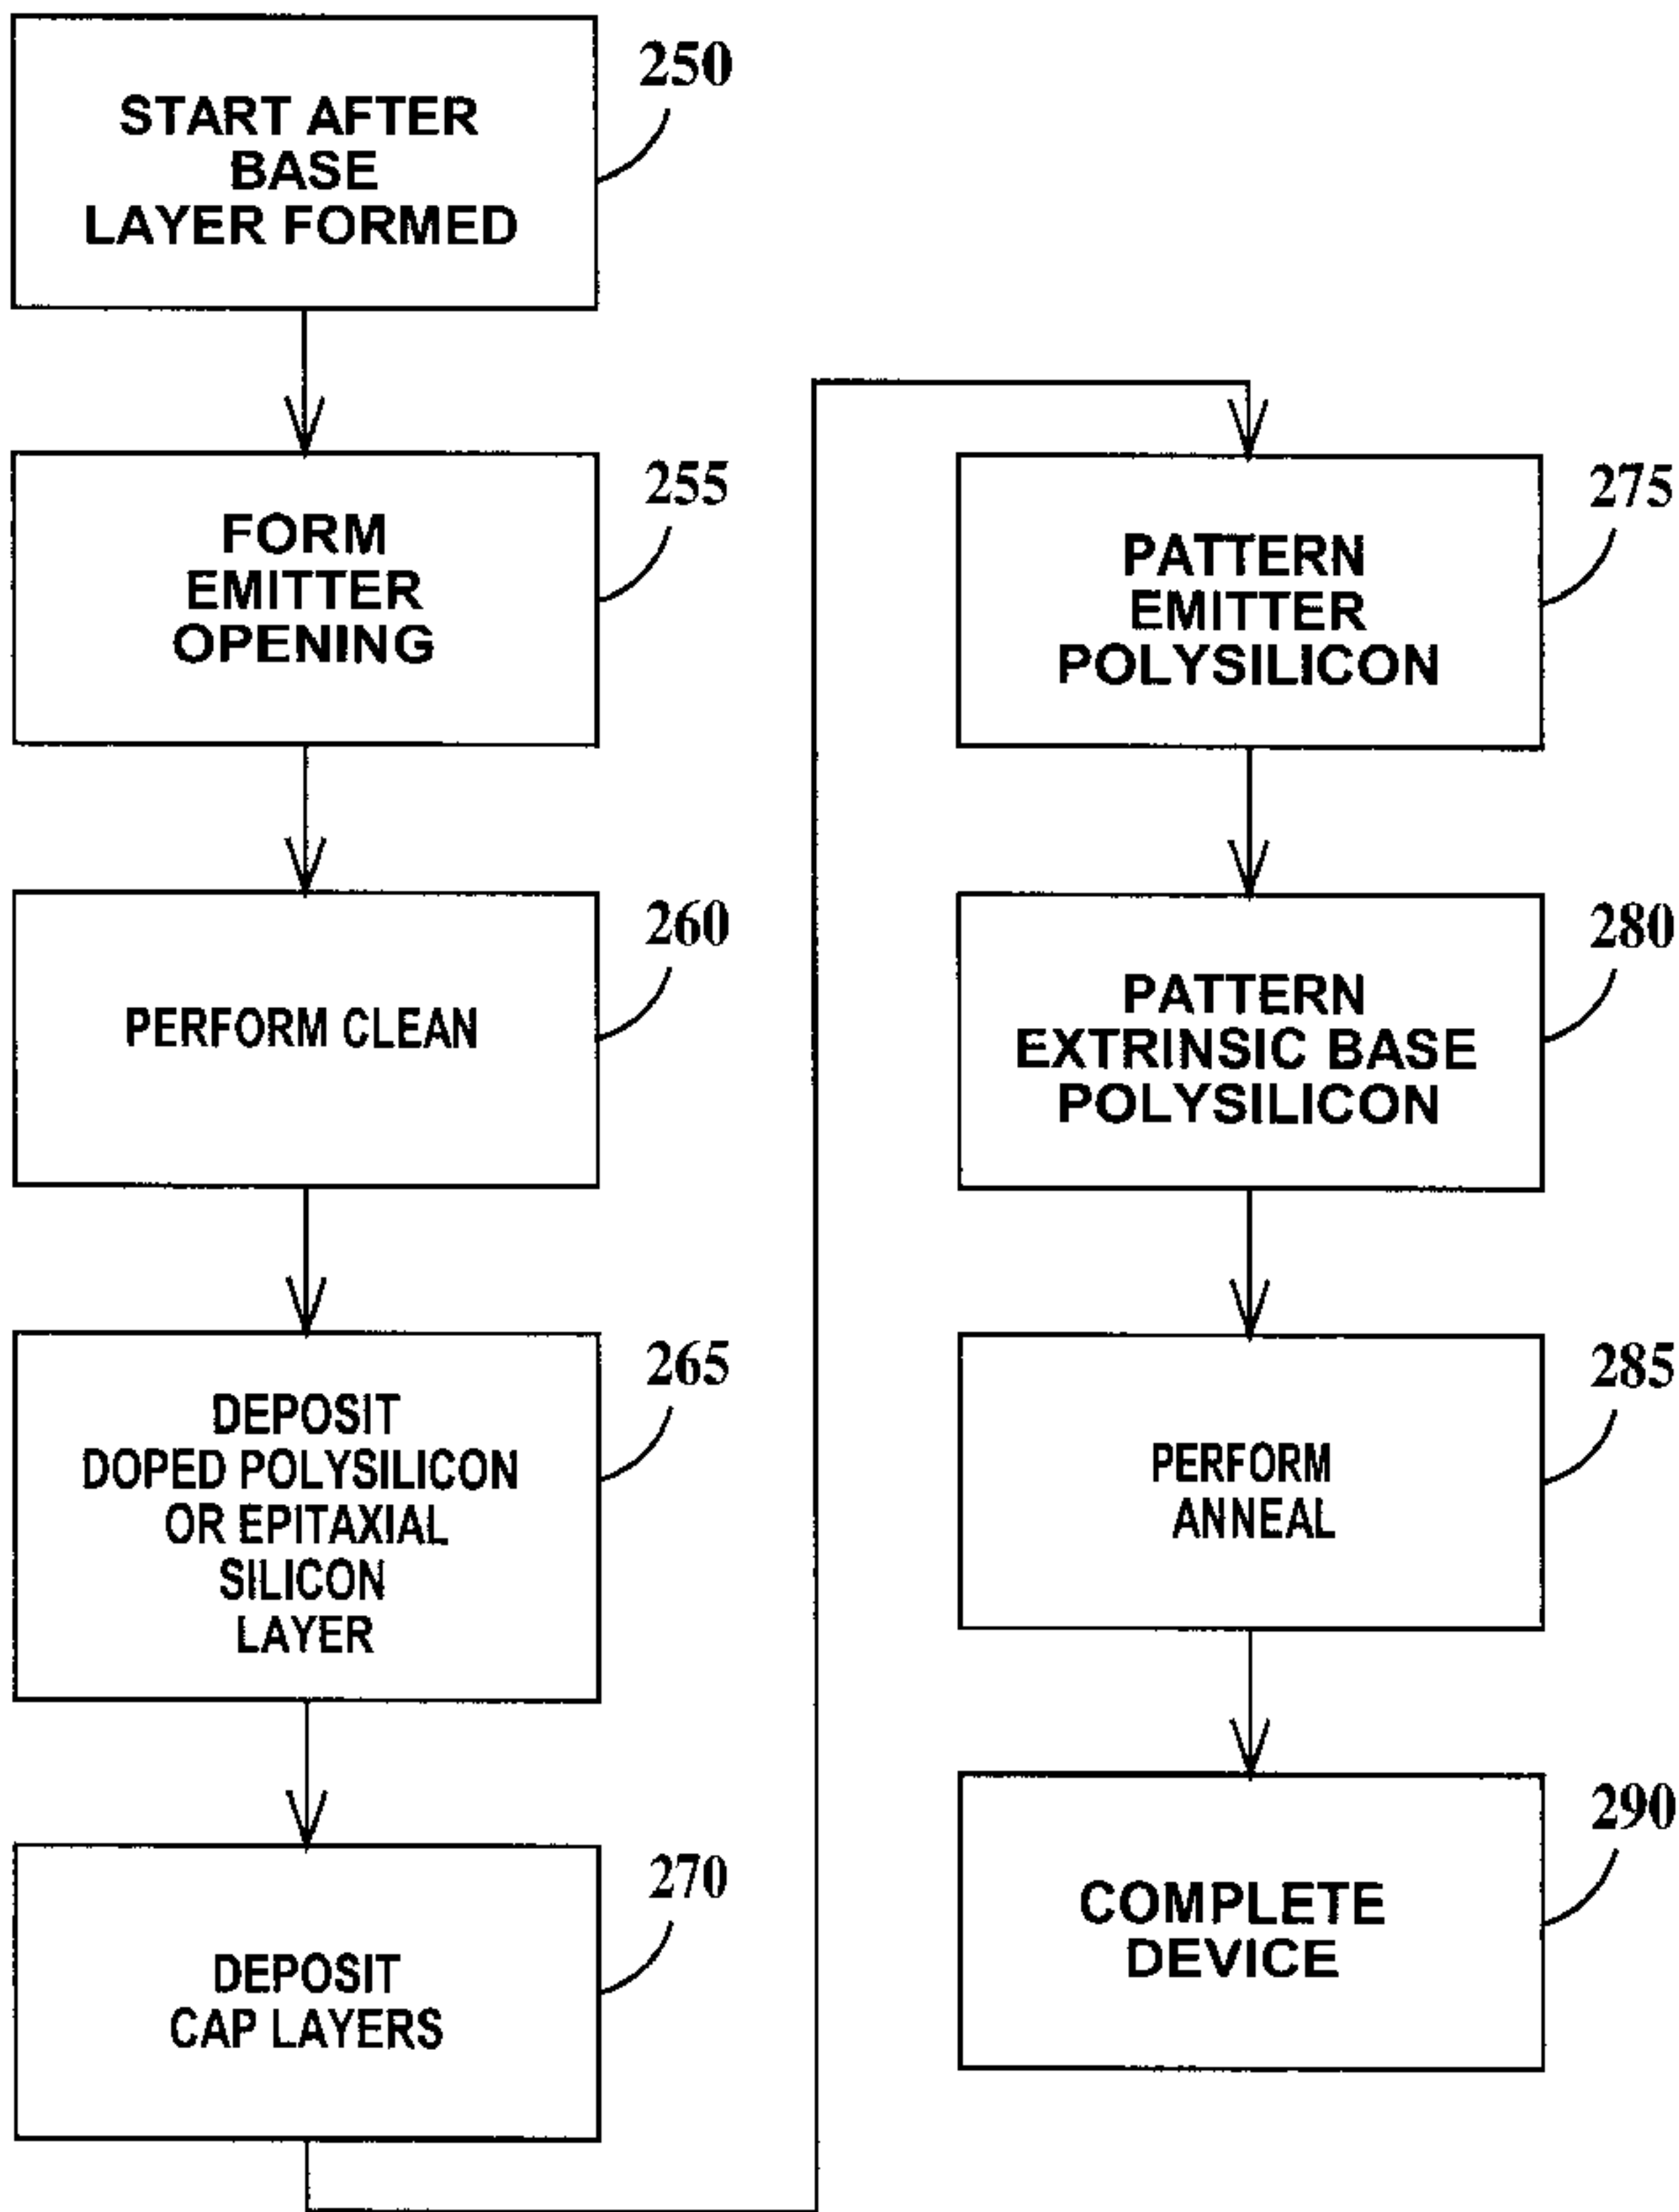 250
START AFTER
BASE
LAYER FORMED
255
FORM
EMITTER
OPENING
260
PERFORM CLEAN
265
DEPOSIT
DOPED POLYSILICON
OR EPITAXIAL
SILICON
LAYER
270
DEPOSIT
CAP LAYERS
275
PATTERN
EMITTER
POLYSILICON
280
PATTERN
EXTRINSIC BASE
POLYSILICON
285
PERFORM
ANNEAL
290
COMPLETE
DEVICE